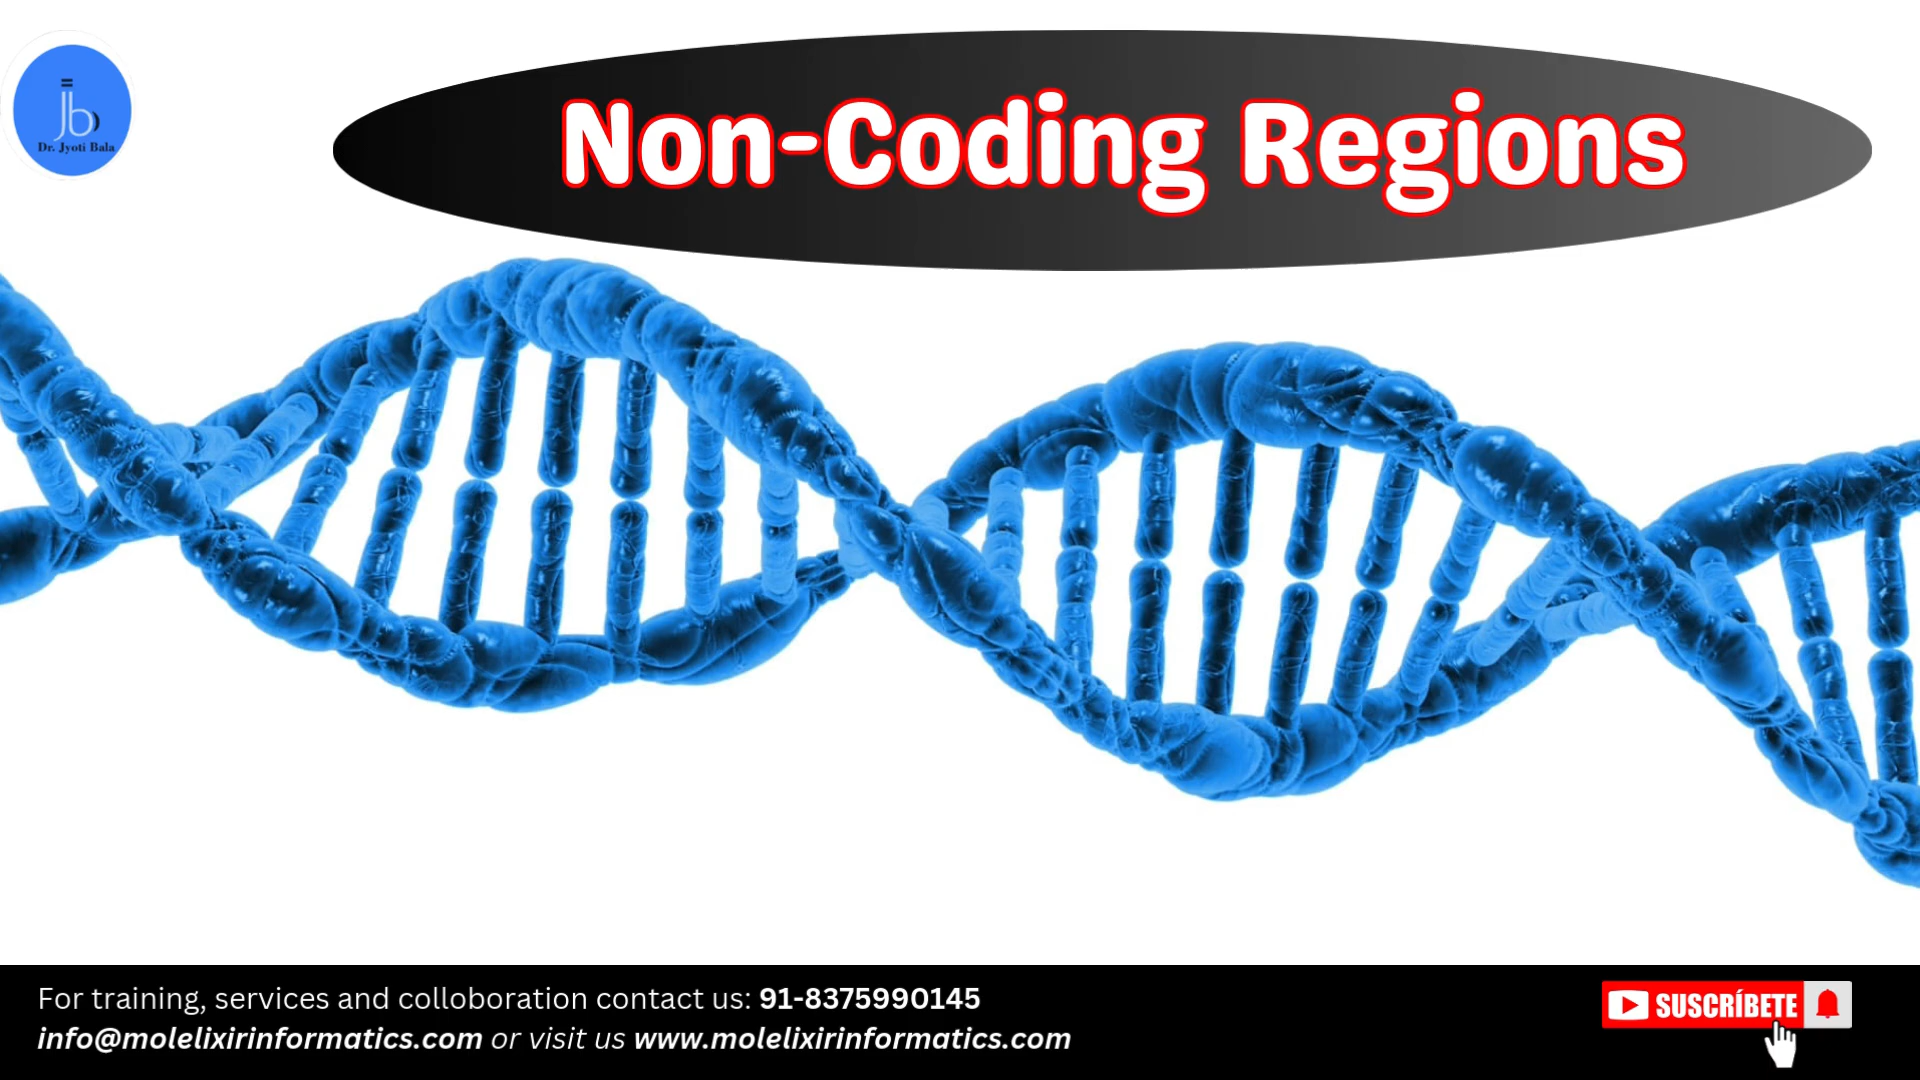 Dr. Jyoti Bala
Non-Coding Regions
For training, services and colloboration contact us: 91-8375990145
info@molelixirinformatics.com or visit us www.molelixirinformatics.com
SUSCRÍBETE